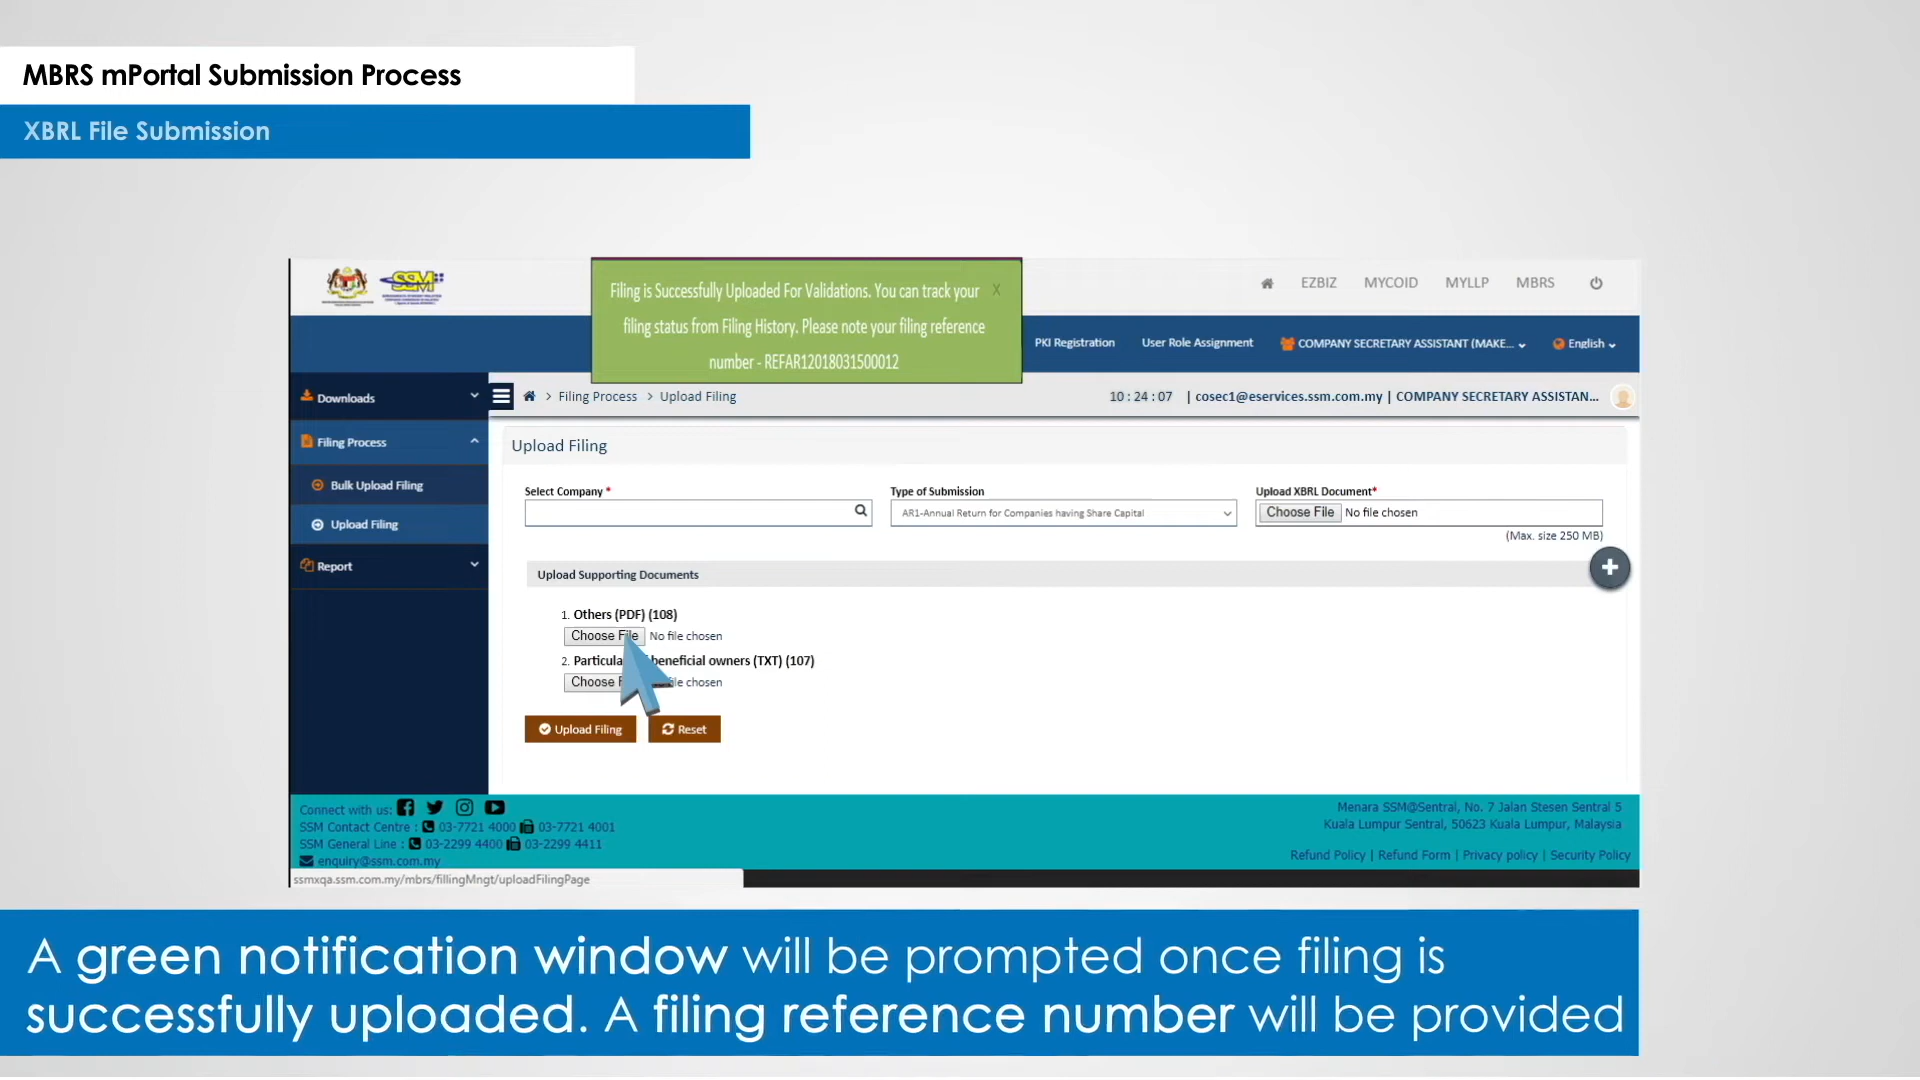 MBRS mPortal Submission Process
XBRL File Submission
SSM
Filing is Successfully Uploaded For Validations. You can track your X
filing status from Filing History. Please note your filing reference
number - REFAR12018031500012
EZBIZ MYCOID MYLLP MBRS
PKI Registration User Role Assignment COMPANY SECRETARY ASSISTANT (MAKE... English
Downloads
> Filing Process > Upload Filing
10 : 24 : 07 | cosec1@eservices.ssm.com.my | COMPANY SECRETARY ASSISTAN...
Filing Process
Bulk Upload Filing
Upload Filing
Report
Upload Filing
Select Company *
Type of Submission
AR1-Annual Return for Companies having Share Capital
Upload XBRL Document*
Choose File No file chosen
(Max. size 250 MB)
Upload Supporting Documents
1. Others (PDF) (108)
Choose File No file chosen
2. Particula beneficial owners (TXT) (107)
Choose F file chosen
Upload Filing Reset
Connect with us:
SSM Contact Centre : 03-7721 4000 03-7721 4001
SSM General Line : 03-2299 4400 03-2299 4411
enquiry@ssm.com.my
Menara SSM@Sentral, No. 7 Jalan Stesen Sentral 5
Kuala Lumpur Sentral, 50623 Kuala Lumpur, Malaysia
Refund Policy | Refund Form | Privacy policy | Security Policy
ssmxqa.ssm.com.my/mbrs/fillingMngt/uploadFilingPage
A green notification window will be prompted once filing is
successfully uploaded. A filing reference number will be provided